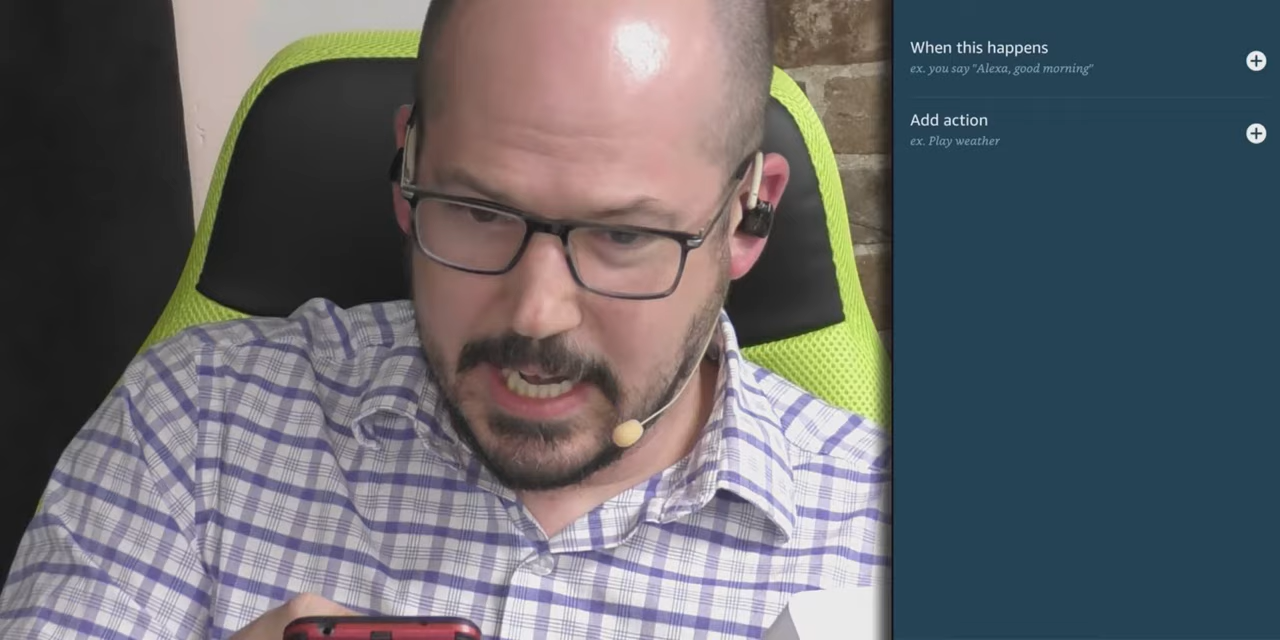 When this happens
ex. you say "Alexa, good morning"
Add action
ex. Play weather